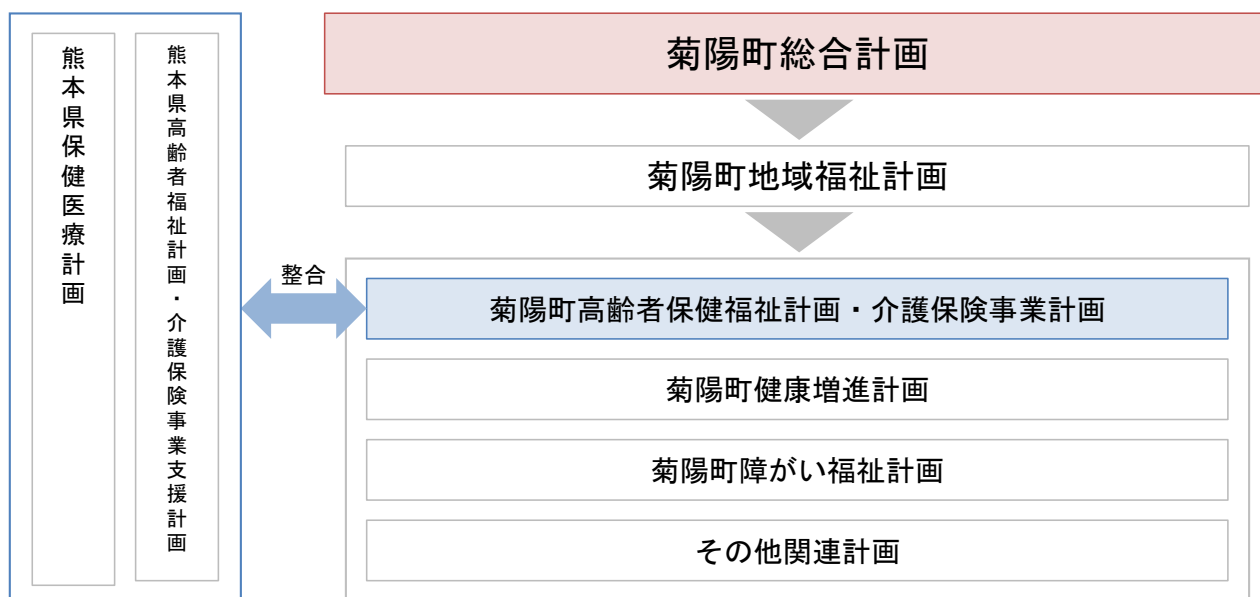 熊本県保健医療計画
熊本県高齢者福祉計画・介護保険事業支援計画
菊陽町総合計画
菊陽町地域福祉計画
整合
菊陽町高齢者保健福祉計画・介護保険事業計画
菊陽町健康増進計画
菊陽町障がい福祉計画
その他関連計画